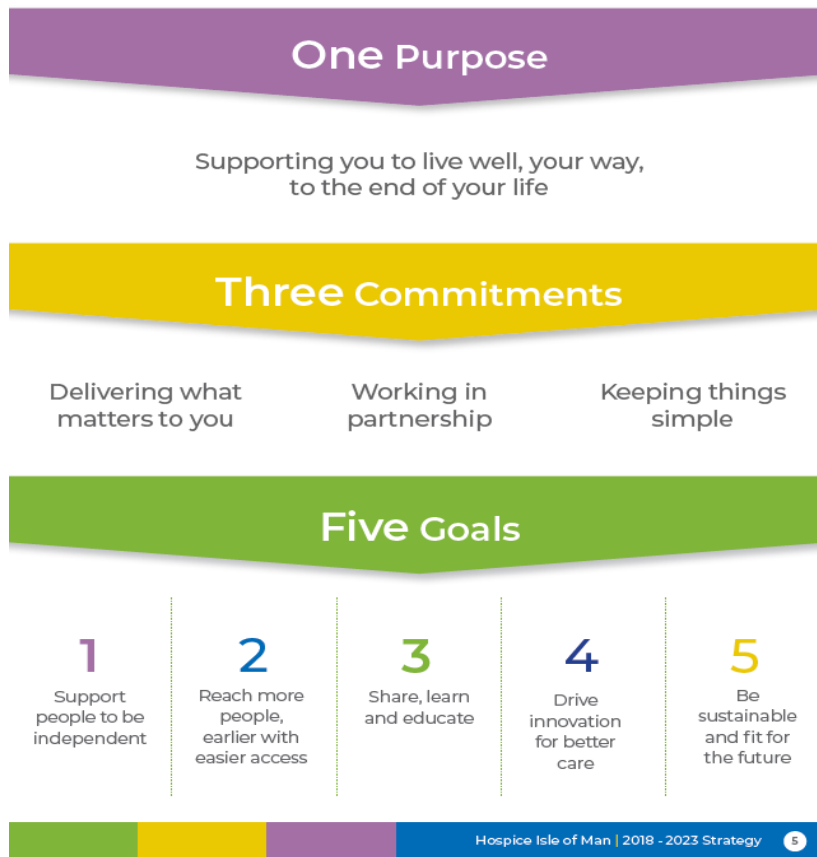 One Purpose
Supporting you to live well, your way,
to the end of your life
Three Commitments
Delivering what
matters to you
Working in
partnership
Keeping things
simple
Five Goals
1
Support
people to be
independent
2
Reach more
people,
earlier with
easier access
3
Share, learn
and educate
4
Drive
innovation
for better
care
5
Be
sustainable
and fit for
the future
Hospice Isle of Man | 2018 - 2023 Strategy 5